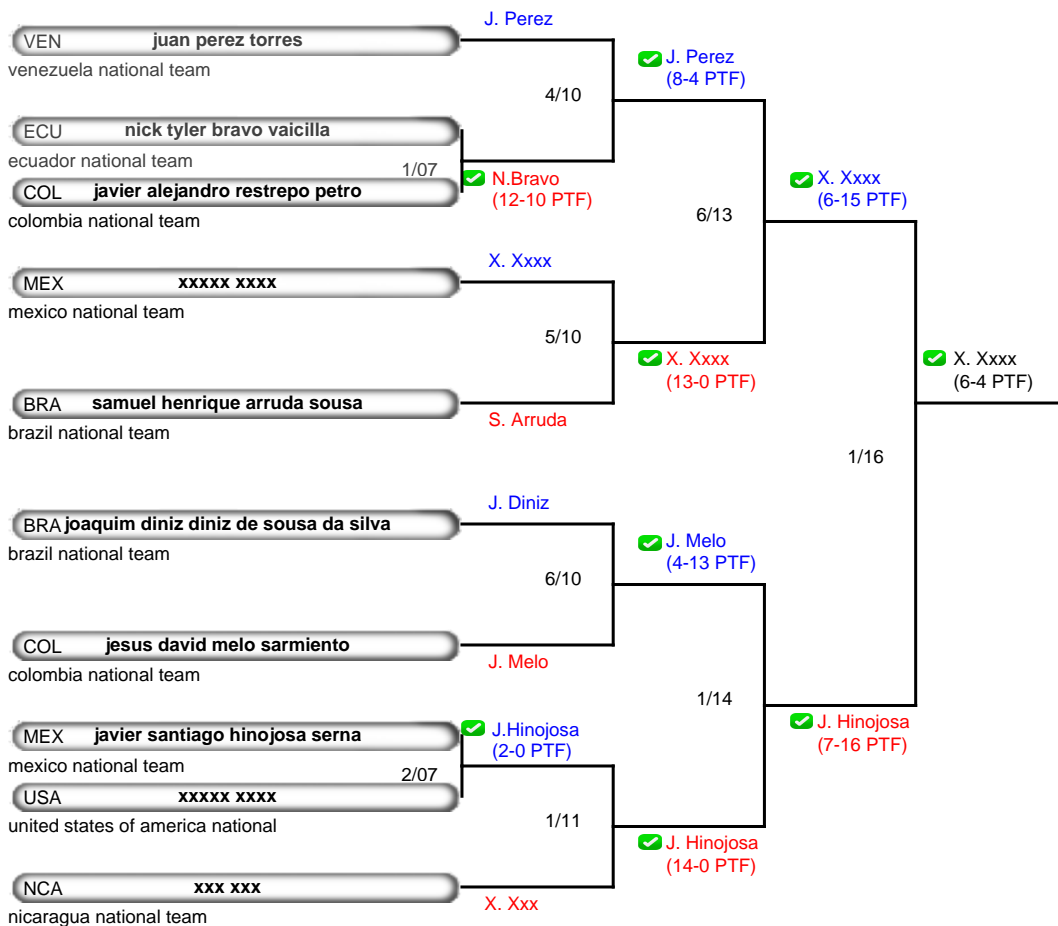 J. Perez
VEN juan perez torres
venezuela national team
J. Perez
(8-4 PTF)
4/10
ECU nick tyler bravo vaicilla
ecuador national team
1/07
N.Bravo
(12-10 PTF)
COL javier alejandro restrepo petro
colombia national team
X. Xxxx
(6-15 PTF)
6/13
X. Xxxx
MEX xxxxx xxxx
mexico national team
5/10
X. Xxxx
(13-0 PTF)
X. Xxxx
(6-4 PTF)
BRA samuel henrique arruda sousa
S. Arruda
brazil national team
1/16
J. Diniz
BRA joaquim diniz diniz de sousa da silva
brazil national team
J. Melo
(4-13 PTF)
6/10
COL jesus david melo sarmiento
J. Melo
colombia national team
1/14
J. Hinojosa
(7-16 PTF)
MEX javier santiago hinojosa serna
J.Hinojosa
(2-0 PTF)
mexico national team
2/07
USA xxxxx xxxx
united states of america national
1/11
J. Hinojosa
(14-0 PTF)
NCA xxx xxx
X. Xxx
nicaragua national team